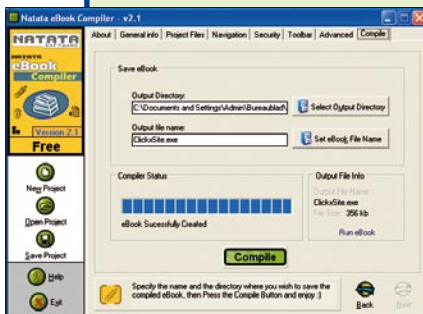 Natata eBook Compiler - v2.1
NATATA
SOFTWARE
NATATA
eBook
Compiler
Version 2.1
Free
New Project
Open Project
Save Project
Help
Exit
About General info Project Files Navigation Security Toolbar Advanced Compile
Save eBook
Output Directory:
C:\Documents and Settings\Admin\Bureaublad\
Select Output Directory
Output file name:
ClickxSite.exe
Set eBook File Name
Compiler Status
eBook Sucessfully Created
Output File Info
Output File Name:
ClickxSite.exe
File Size: 356 kb
Run eBook
Compile
Specify the name and the directory where you wish to save the
compiled eBook, then Press the Compile Button and enjoy :)
Back
Next